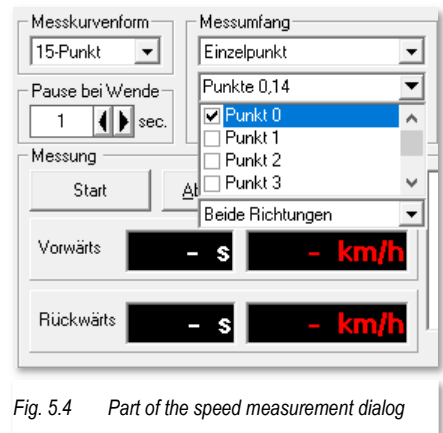 Messkurvenform
15-Punkt
Messumfang
Einzelpunkt
Punkte 0,14
Pause bei Wende
1 sec.
Punkt 0
Punkt 1
Punkt 2
Punkt 3
Beide Richtungen
Messung
Start
Ab
Vorwärts - s - km/h
Rückwärts - s - km/h
Fig. 5.4 Part of the speed measurement dialog